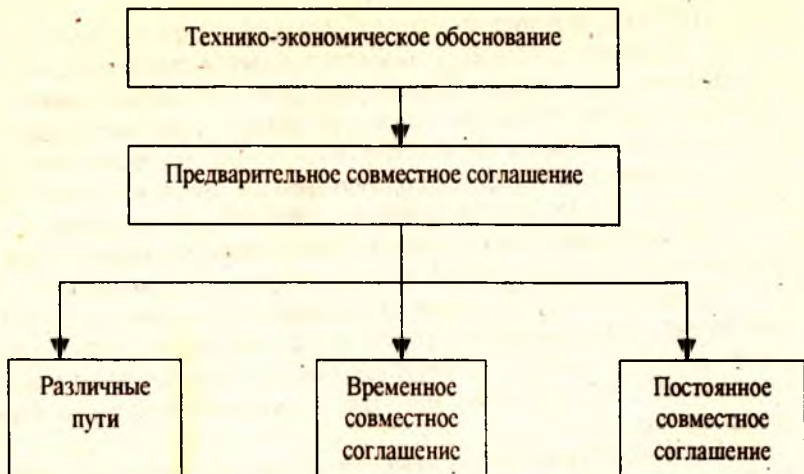 Технико-экономическое обоснование
Предварительное совместное соглашение
Различные
пути
Временное
совместное
соглашение
Постоянное
совместное
соглашение